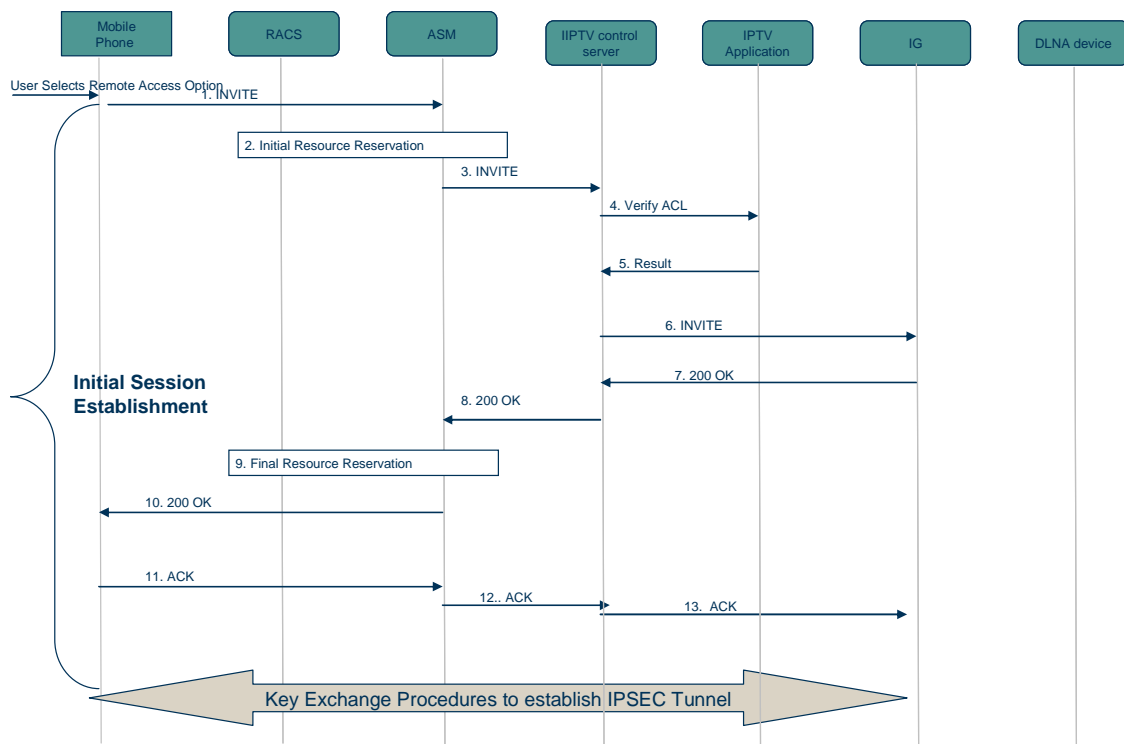 Mobile
Phone
RACS
ASM
IIPTV control
server
IPTV
Application
IG
DLNA device
User Selects Remote Access Option
1. INVITE
2. Initial Resource Reservation
3. INVITE
4. Verify ACL
5. Result
6. INVITE
7. 200 OK
Initial Session
Establishment
8. 200 OK
9. Final Resource Reservation
10. 200 OK
11. ACK
12.. ACK
13. ACK
Key Exchange Procedures to establish IPSEC Tunnel